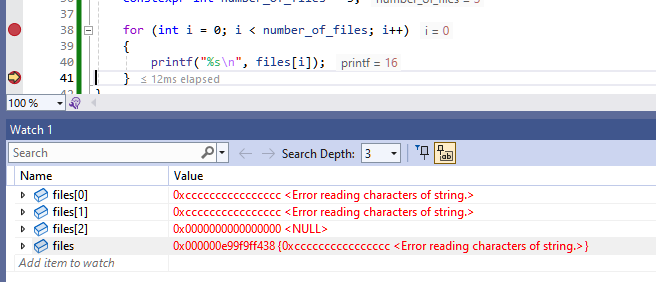 36 constexpr int number_of_files = 3; number_of_files = 3
37
38 for (int i = 0; i < number_of_files; i++) i = 0
39 {
40 printf("%s\n", files[i]); printf = 16
41 } ≤ 12ms elapsed
42 }
100 %
Watch 1
Search Search Depth: 3
Name Value
files[0] 0xcccccccccccccccc <Error reading characters of string.>
files[1] 0xcccccccccccccccc <Error reading characters of string.>
files[2] 0x0000000000000000 <NULL>
files 0x000000e99f9ff438 {0xcccccccccccccccc <Error reading characters of string.>}
Add item to watch